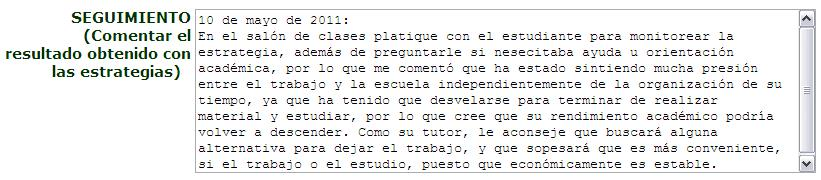 SEGUIMIENTO
(Comentar el
resultado obtenido con
las estrategias)
10 de mayo de 2011:
En el salón de clases platique con el estudiante para monitorear la
estrategia, además de preguntarle si nesecitaba ayuda u orientación
académica, por lo que me comentó que ha estado sintiendo mucha presión
entre el trabajo y la escuela independientemente de la organización de su
tiempo, ya que ha tenido que desvelarse para terminar de realizar
material y estudiar, por lo que cree que su rendimiento académico podría
volver a descender. Como su tutor, le aconseje que buscará alguna
alternativa para dejar el trabajo, y que sopesará que es más conveniente,
si el trabajo o el estudio, puesto que económicamente es estable.